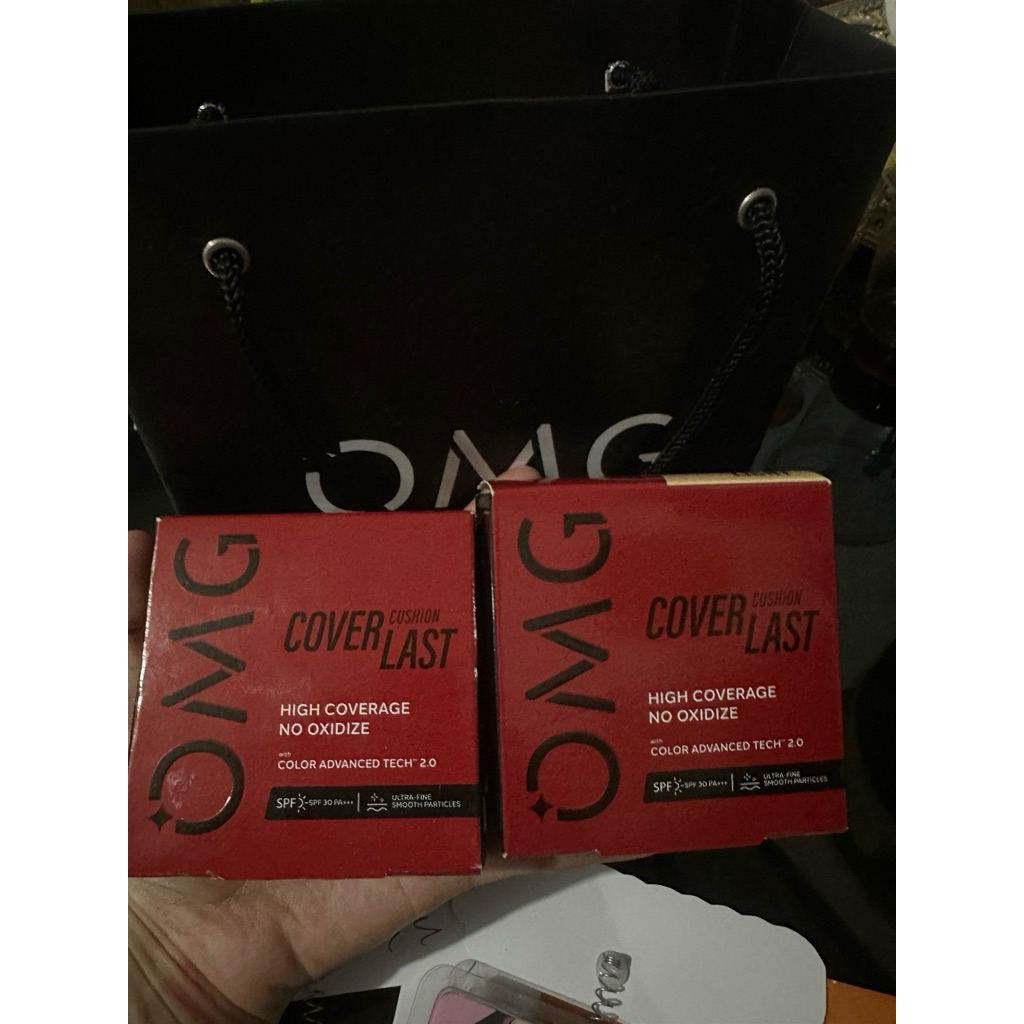 OMG
OMG
COVER CUSHION
LAST
HIGH COVERAGE
NO OXIDIZE
with
COLOR ADVANCED TECH™ 2.0
SPF SPF 30 PA+++ ULTRA-FINE
SMOOTH PARTICLES
OMG
COVER CUSHION
LAST
HIGH COVERAGE
NO OXIDIZE
with
COLOR ADVANCED TECH™ 2.0
SPF SPF 30 PA+++ ULTRA-FINE
SMOOTH PARTICLES